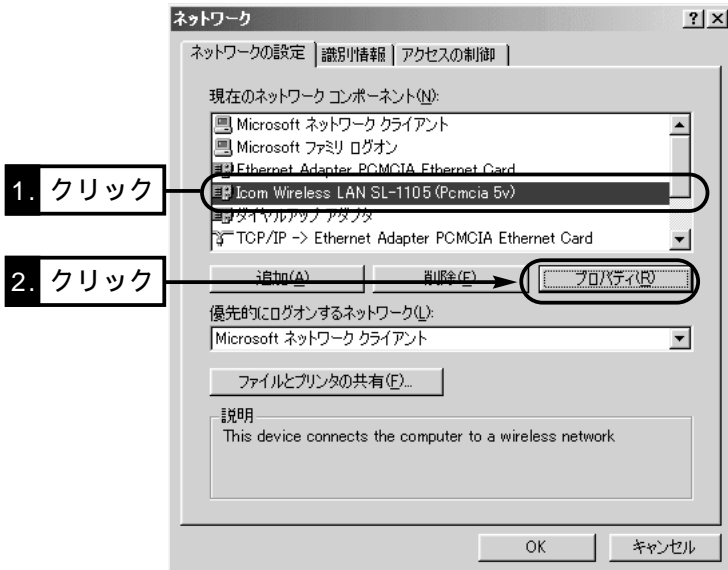 ネットワーク
ネットワークの設定 識別情報 アクセスの制御
現在のネットワーク コンポーネント(N):
Microsoft ネットワーク クライアント
Microsoft ファミリ ログオン
Ethernet Adapter PCMCIA Ethernet Card
1. クリック
Icom Wireless LAN SL-1105 (Pcmcia 5v)
ダイヤルアップ アダプタ
TCP/IP -> Ethernet Adapter PCMCIA Ethernet Card
2. クリック
追加(A)... 削除(E) プロパティ(R)
優先的にログオンするネットワーク(L):
Microsoft ネットワーク クライアント
ファイルとプリンタの共有(F)...
説明
This device connects the computer to a wireless network
OK キャンセル